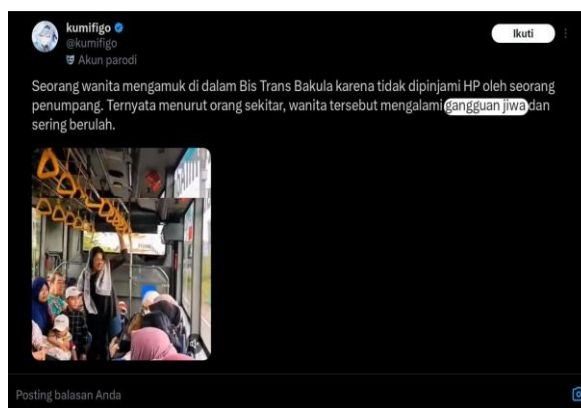 kumifigo
@kumifigo
Akun parodi
Ikuti
Seorang wanita mengamuk di dalam Bis Trans Bakula karena tidak dipinjami HP oleh seorang
penumpang. Ternyata menurut orang sekitar, wanita tersebut mengalami gangguan jiwa dan
sering berulah.
Posting balasan Anda